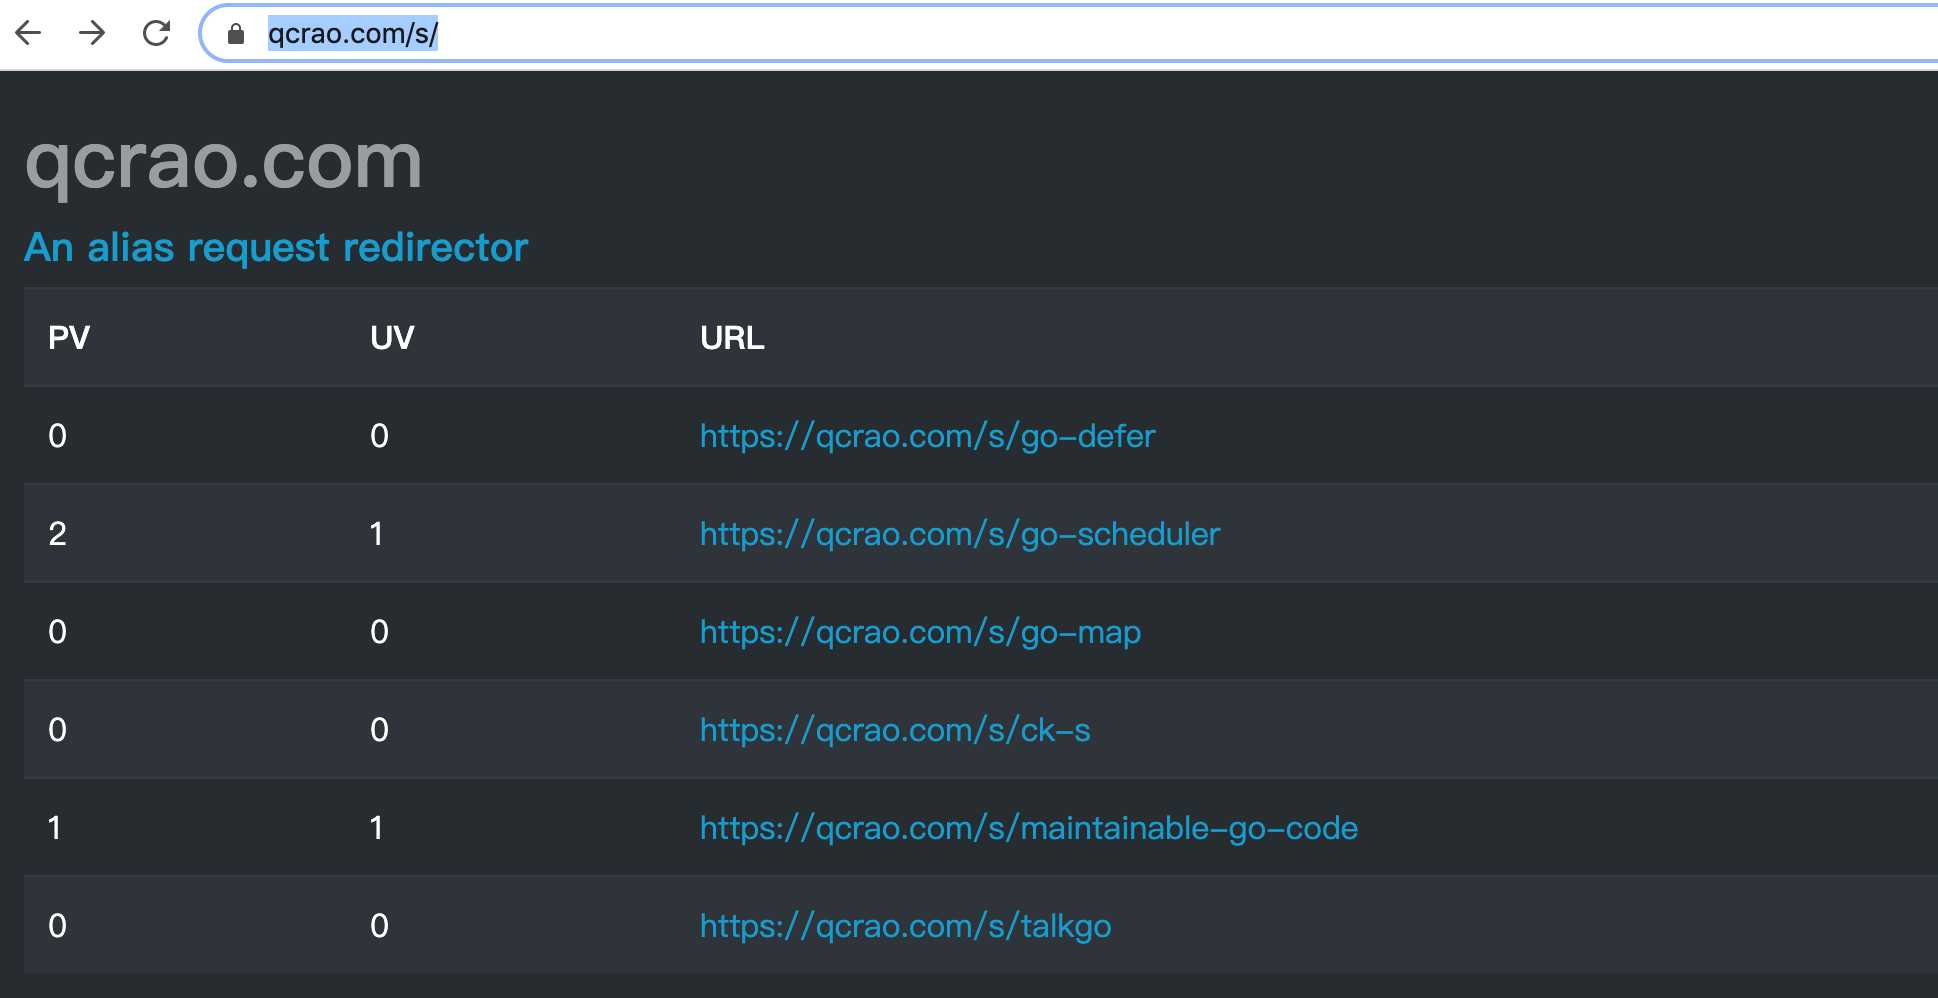 qcrao.com/s/
qcrao.com
An alias request redirector
PV UV URL
0 0 https://qcrao.com/s/go-defer
2 1 https://qcrao.com/s/go-scheduler
0 0 https://qcrao.com/s/go-map
0 0 https://qcrao.com/s/ck-s
1 1 https://qcrao.com/s/maintainable-go-code
0 0 https://qcrao.com/s/talkgo